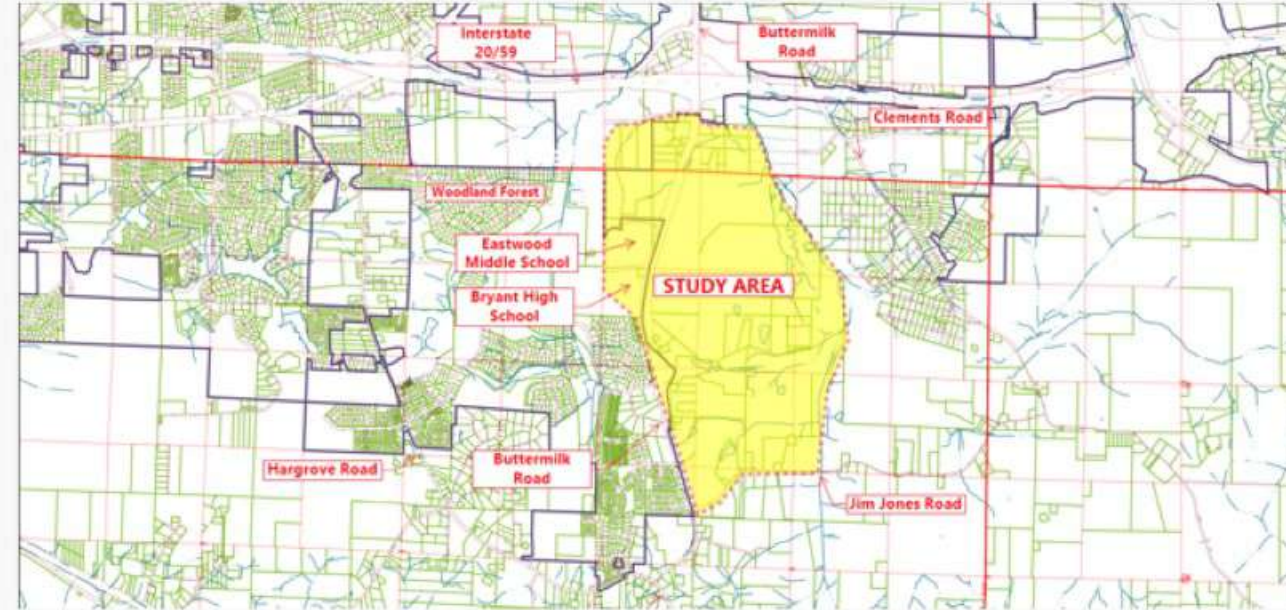 Interstate
20/59
Buttermilk
Road
Clements Road
Woodland Forest
Eastwood
Middle School
STUDY AREA
Bryant High
School
Buttermilk
Road
Hargrove Road
Jim Jones Road